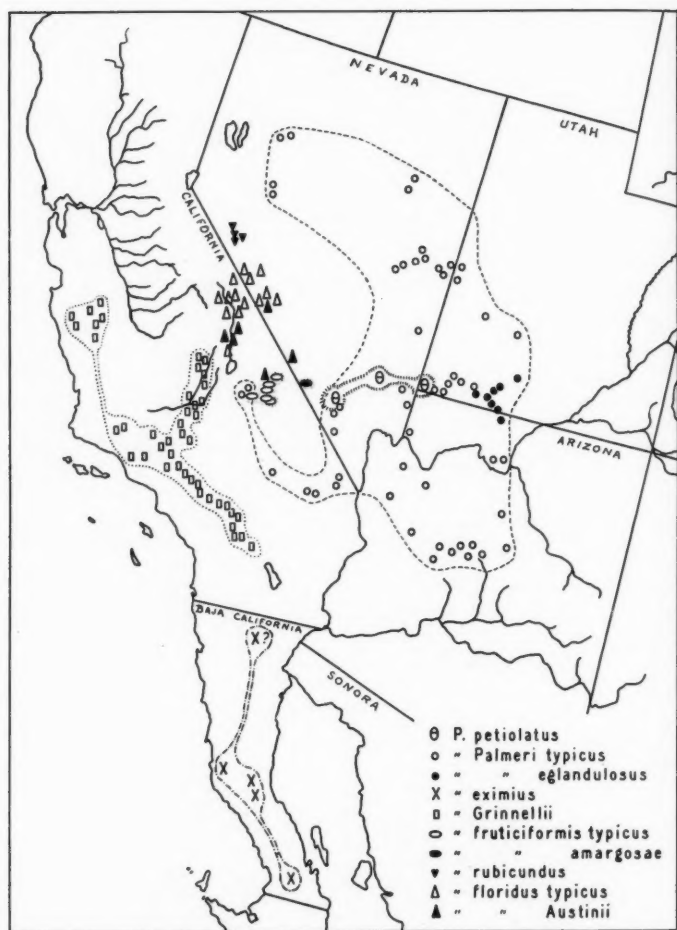 NEVADA
UTAH
CALIFORNIA
ARIZONA
BAJA CALIFORNIA
X?
SONORA
X
X
X
X
θ
θ
θ
θ P. petiolatus
○ " Palmeri typicus
● " " eglandulosus
X " eximius
▯ " Grinnellii
⬭ " fruticiformis typicus
⬬ " " amargosae
▼ " rubicundus
△ " floridus typicus
▲ " " Austinii